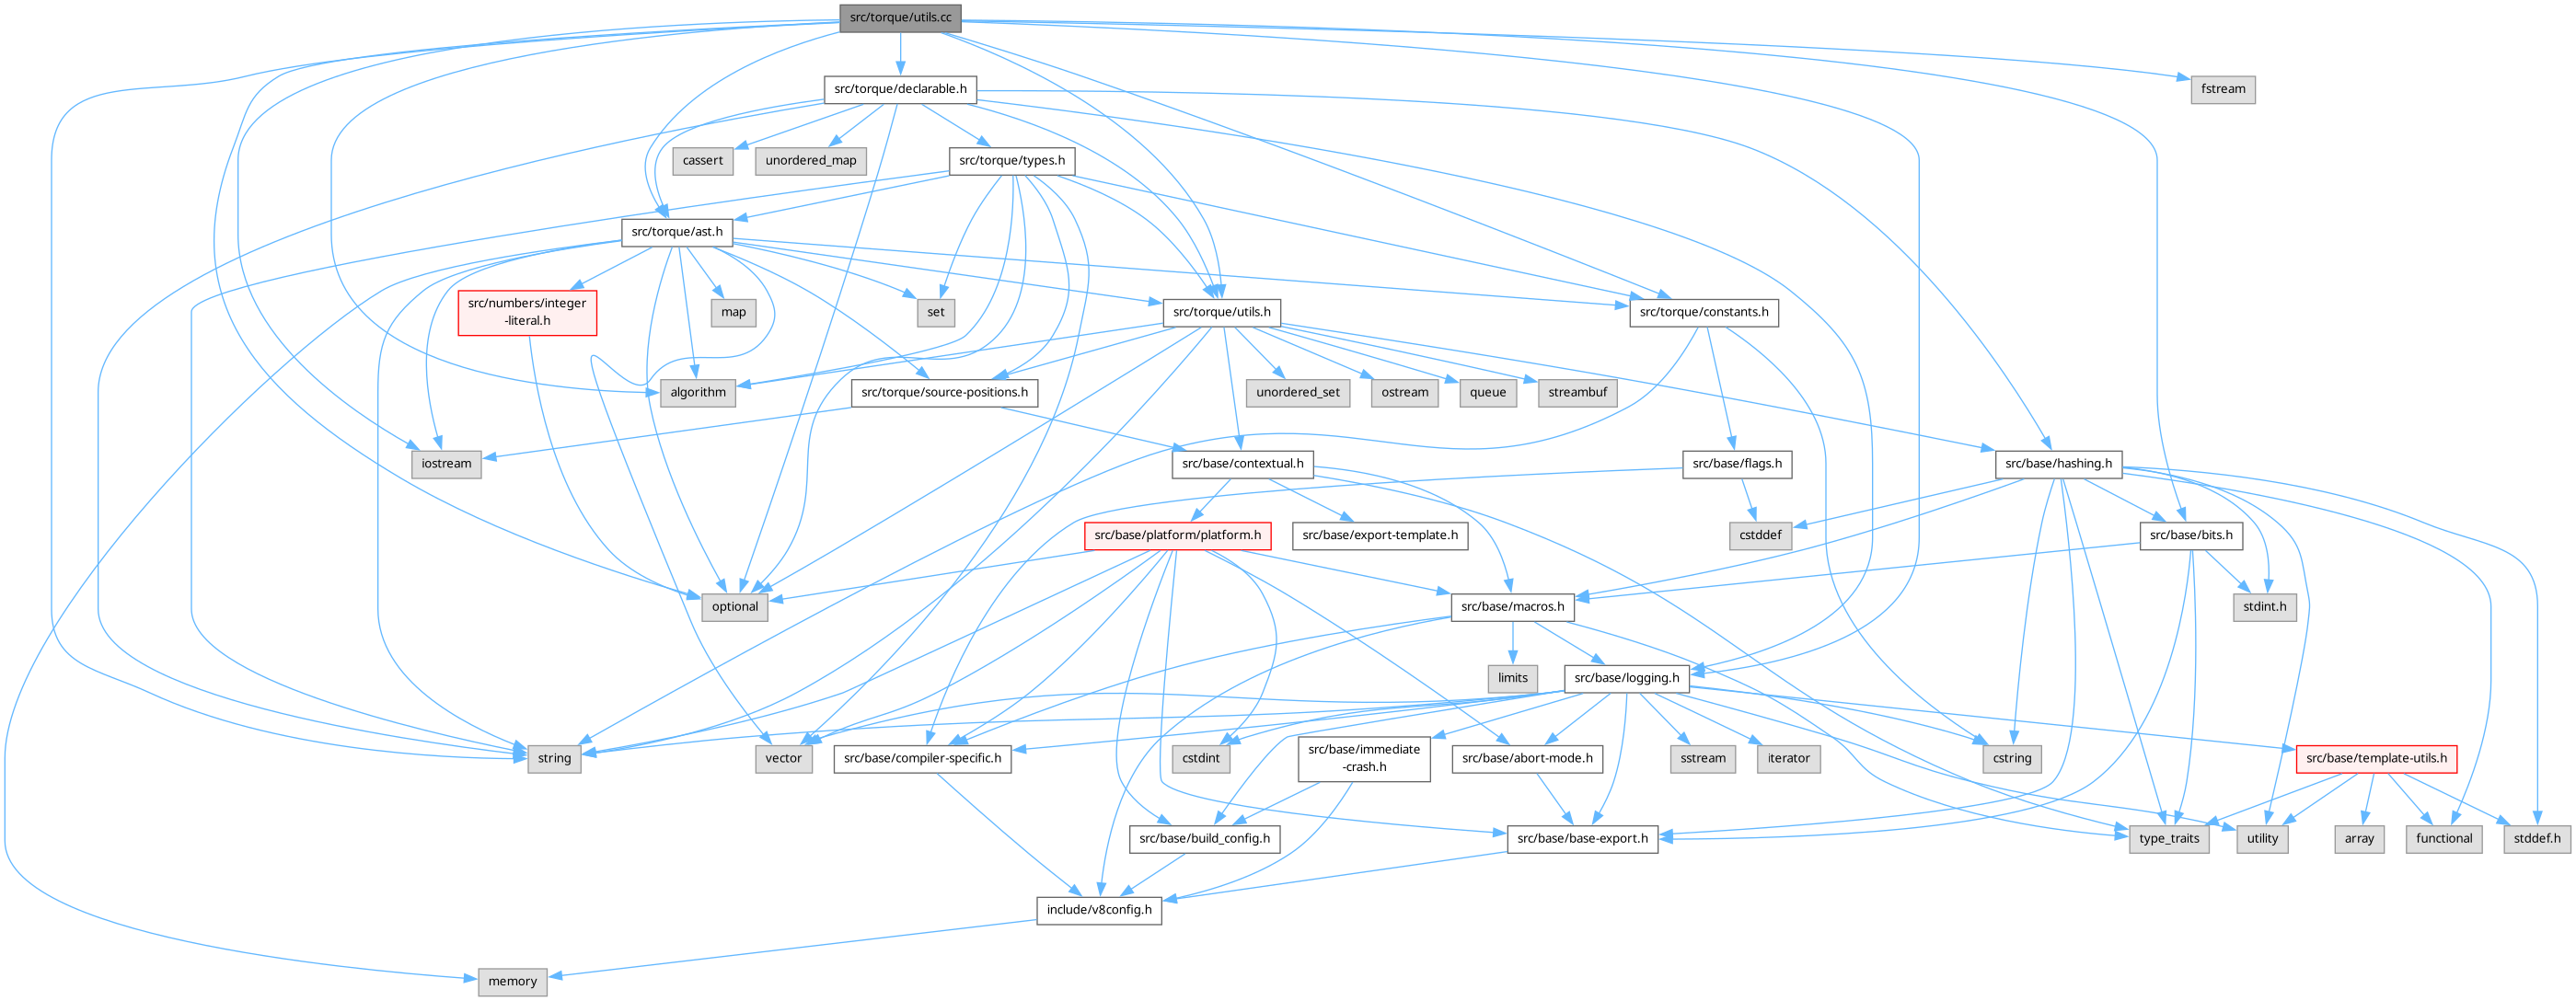 src/torque/utils.cc
src/torque/declarable.h
fstream
cassert
unordered_map
src/torque/types.h
src/torque/ast.h
src/numbers/integer
-literal.h
map
set
src/torque/utils.h
src/torque/constants.h
algorithm
src/torque/source-positions.h
unordered_set
ostream
queue
streambuf
iostream
src/base/contextual.h
src/base/flags.h
src/base/hashing.h
src/base/platform/platform.h
src/base/export-template.h
cstddef
src/base/bits.h
optional
src/base/macros.h
stdint.h
limits
src/base/logging.h
string
vector
src/base/compiler-specific.h
cstdint
src/base/immediate
-crash.h
src/base/abort-mode.h
sstream
iterator
cstring
src/base/template-utils.h
src/base/build_config.h
src/base/base-export.h
type_traits
utility
array
functional
stddef.h
include/v8config.h
memory